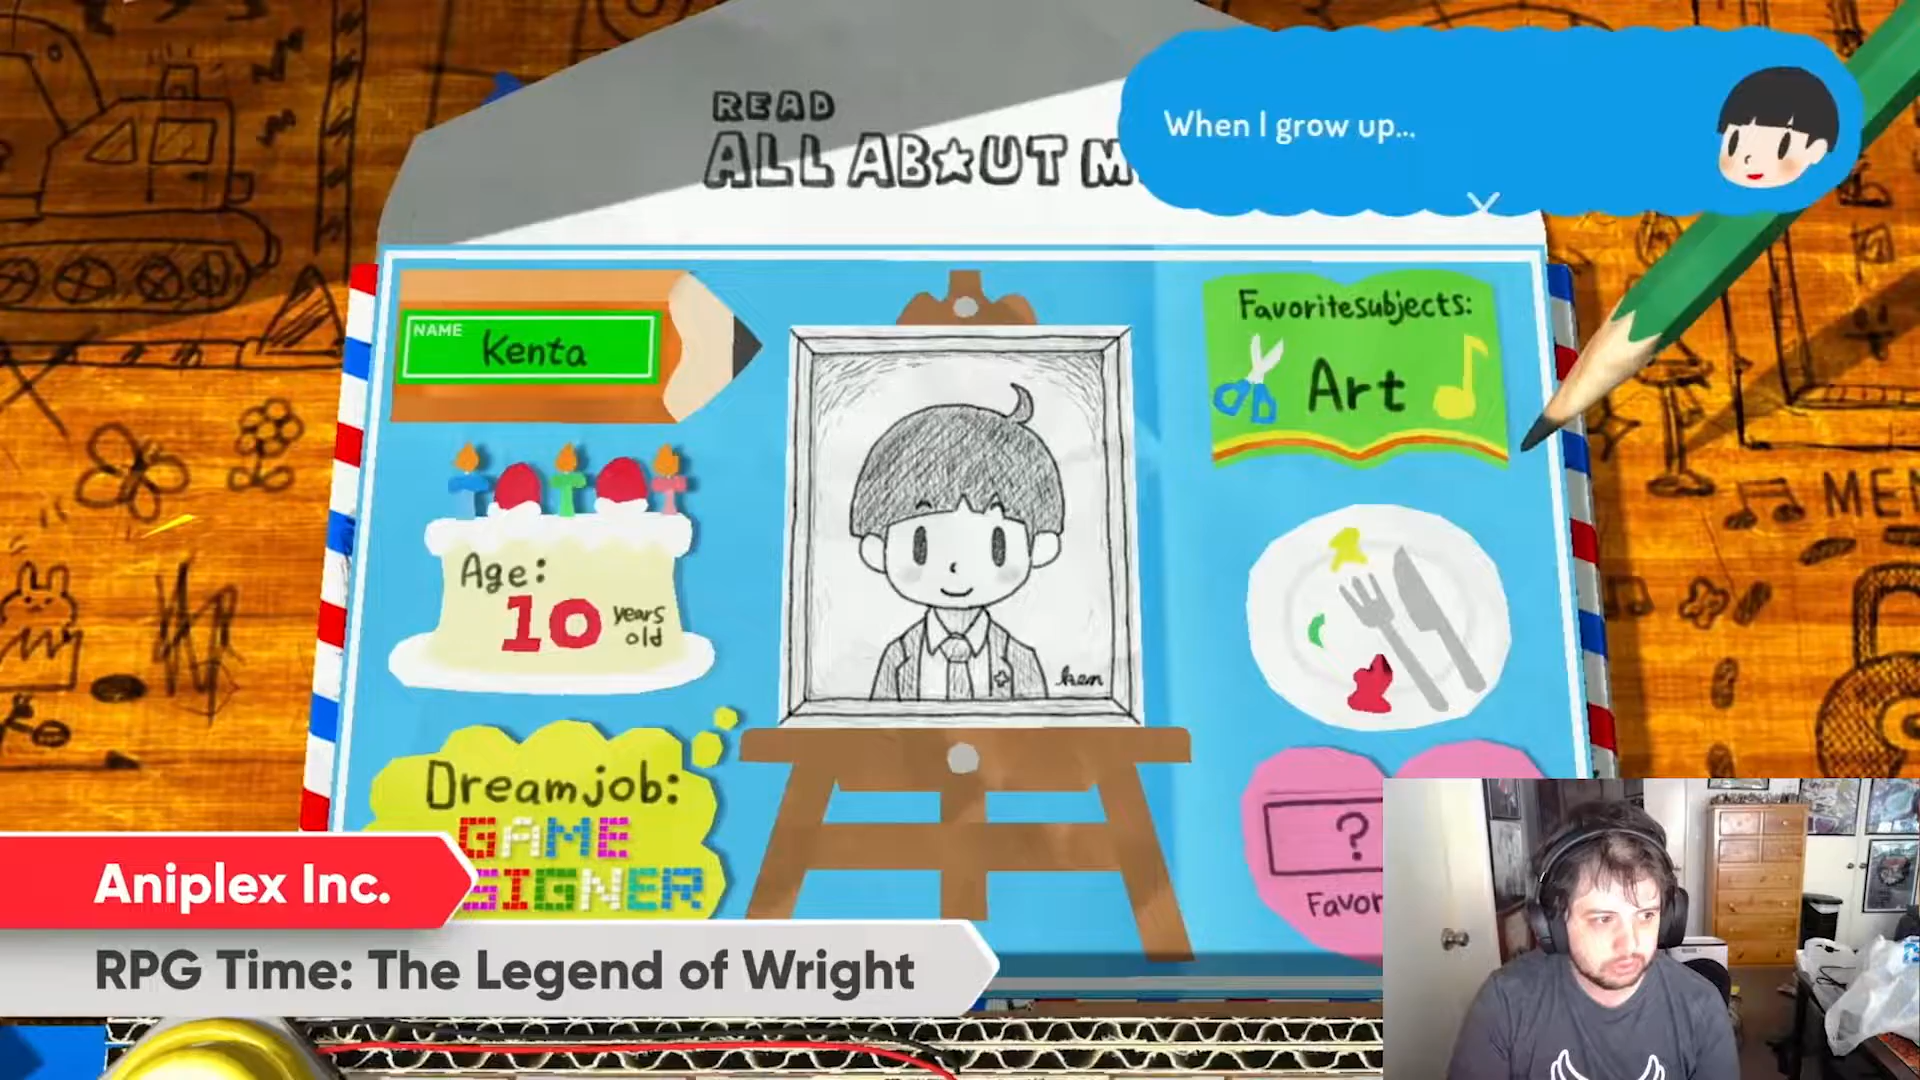 READ
ALL AB★UT M
When I grow up...
NAME
Kenta
Favoritesubjects:
Art
Age:
10 years old
Dreamjob:
GAME
SIGNER
?
Favor
MEN
ken
Aniplex Inc.
RPG Time: The Legend of Wright